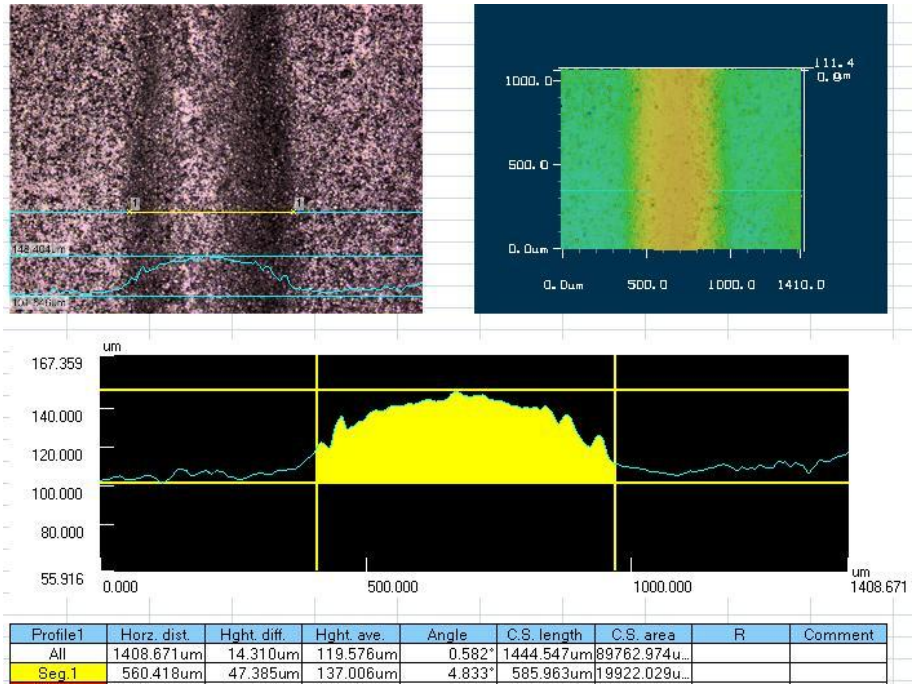 111.4
0.0um
1000.0
500.0
0.0um
0.0um 500.0 1000.0 1410.0
1 1
148.404um
um
167.359
140.000
120.000
100.000
80.000
55.916
0.000 500.000 1000.000 um
1408.671
Profile1 Horz. dist. Hght. diff. Hght. ave. Angle C.S. length C.S. area R Comment
All 1408.671um 14.310um 119.576um 0.582° 1444.547um 89762.974u...
Seg.1 560.418um 47.385um 137.006um 4.833° 585.963um 19922.029u...